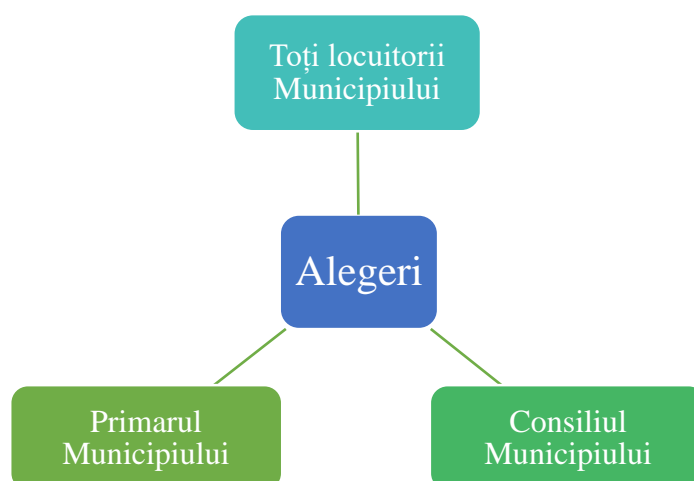 Toți locuitorii
Municipiului
Alegeri
Primarul
Municipiului
Consiliul
Municipiului